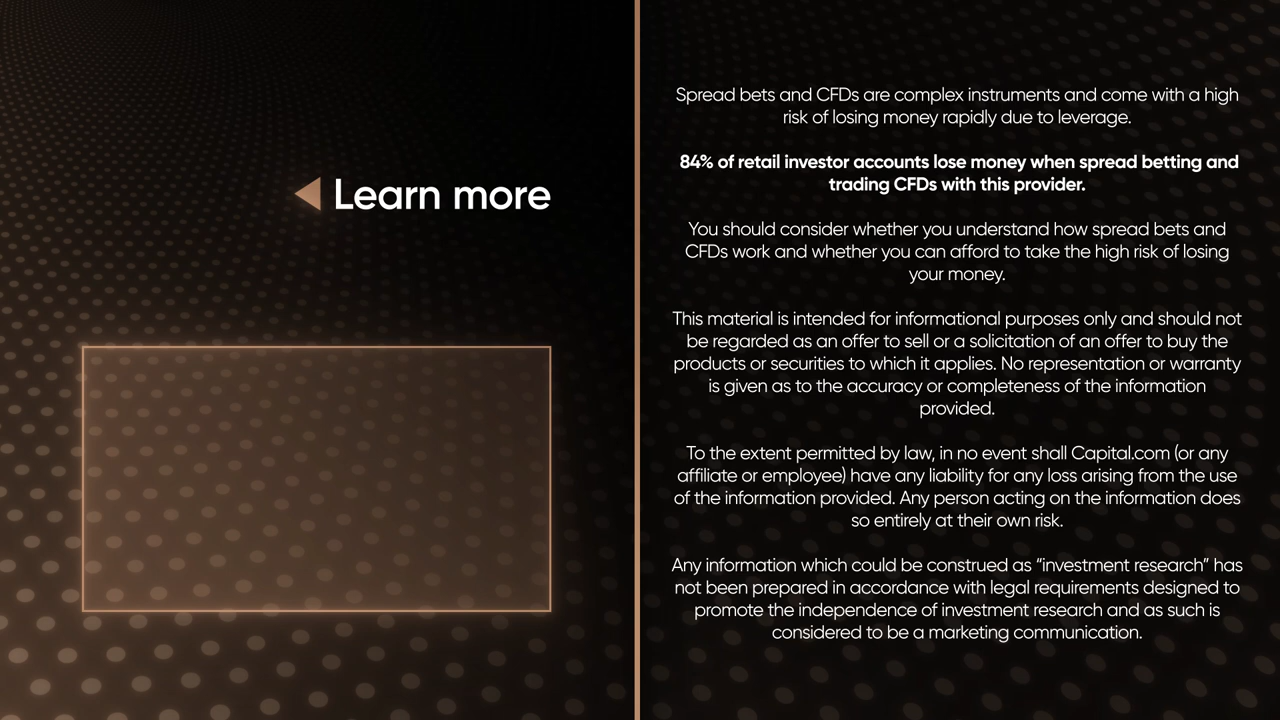 Learn more
Spread bets and CFDs are complex instruments and come with a high
risk of losing money rapidly due to leverage.
84% of retail investor accounts lose money when spread betting and
trading CFDs with this provider.
You should consider whether you understand how spread bets and
CFDs work and whether you can afford to take the high risk of losing
your money.
This material is intended for informational purposes only and should not
be regarded as an offer to sell or a solicitation of an offer to buy the
products or securities to which it applies. No representation or warranty
is given as to the accuracy or completeness of the information
provided.
To the extent permitted by law, in no event shall Capital.com (or any
affiliate or employee) have any liability for any loss arising from the use
of the information provided. Any person acting on the information does
so entirely at their own risk.
Any information which could be construed as “investment research” has
not been prepared in accordance with legal requirements designed to
promote the independence of investment research and as such is
considered to be a marketing communication.